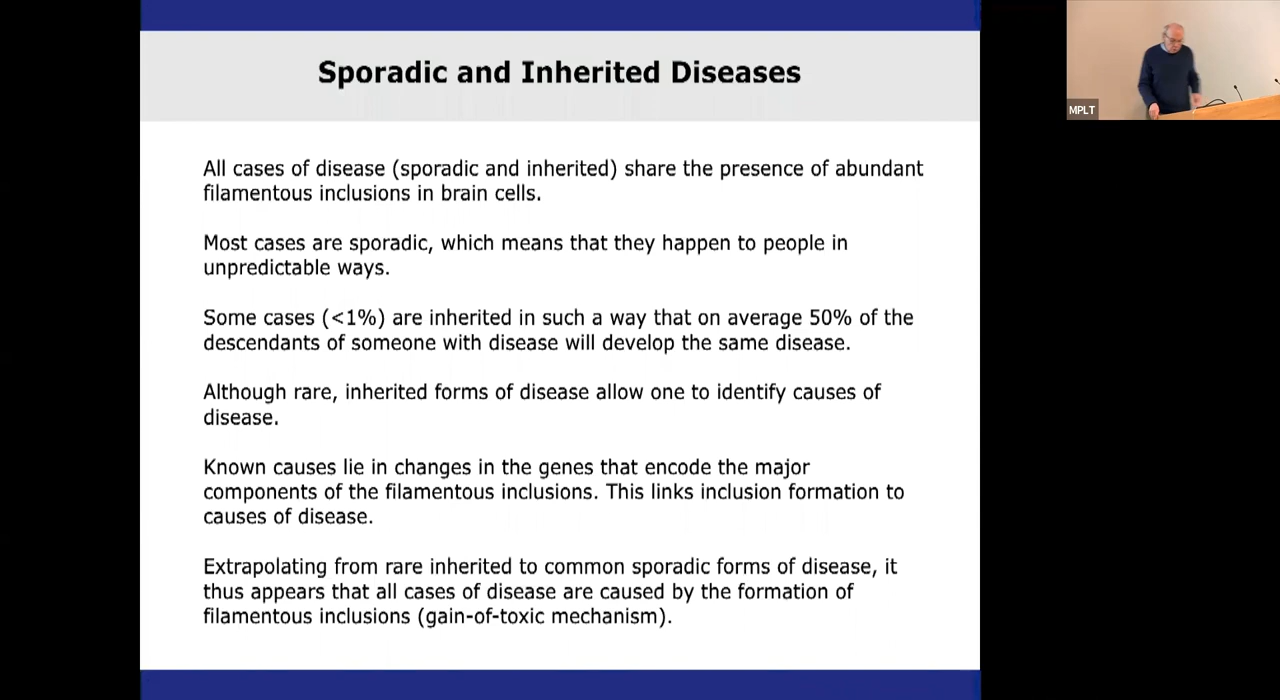 Sporadic and Inherited Diseases
MPLT
All cases of disease (sporadic and inherited) share the presence of abundant
filamentous inclusions in brain cells.
Most cases are sporadic, which means that they happen to people in
unpredictable ways.
Some cases (<1%) are inherited in such a way that on average 50% of the
descendants of someone with disease will develop the same disease.
Although rare, inherited forms of disease allow one to identify causes of
disease.
Known causes lie in changes in the genes that encode the major
components of the filamentous inclusions. This links inclusion formation to
causes of disease.
Extrapolating from rare inherited to common sporadic forms of disease, it
thus appears that all cases of disease are caused by the formation of
filamentous inclusions (gain-of-toxic mechanism).